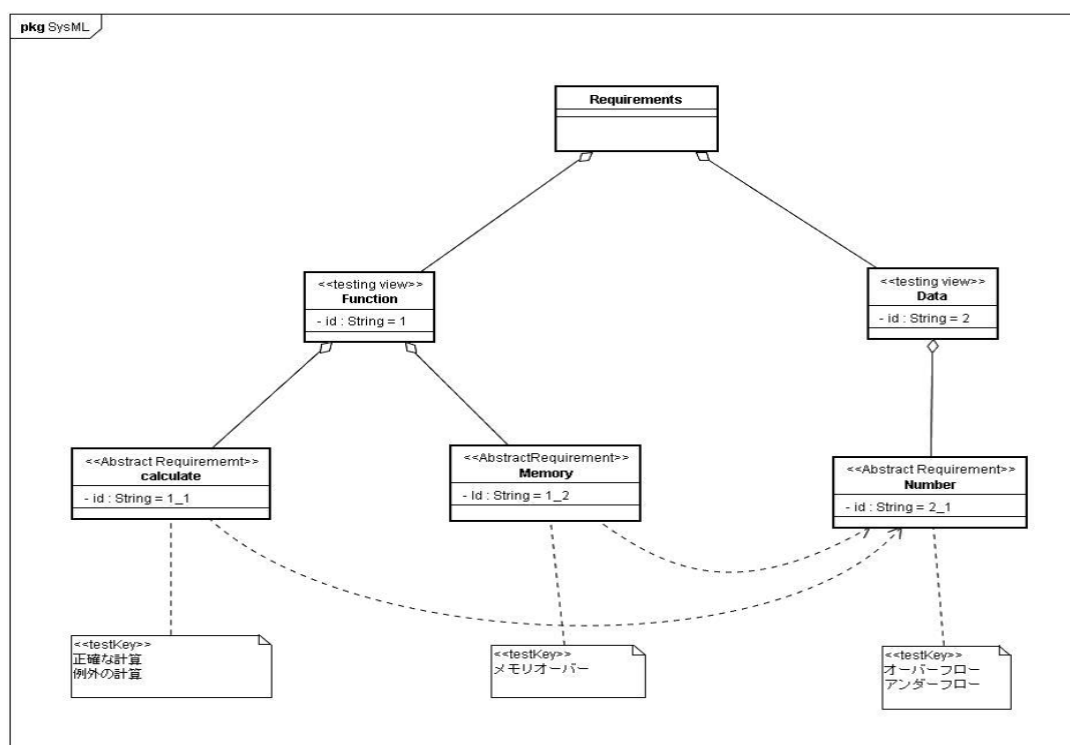 pkg SysML
Requirements
<<testing view>>
Function
- id : String = 1
<<testing view>>
Data
- id : String = 2
<<Abstract Requirememt>>
calculate
- id : String = 1_1
<<AbstractRequirement>>
Memory
- Id : String = 1_2
<<Abstract Requirement>>
Number
- id : String = 2_1
<<testKey>>
正確な計算
例外の計算
<<testKey>>
メモリオーバー
<<testKey>>
オーバーフロー
アンダーフロー